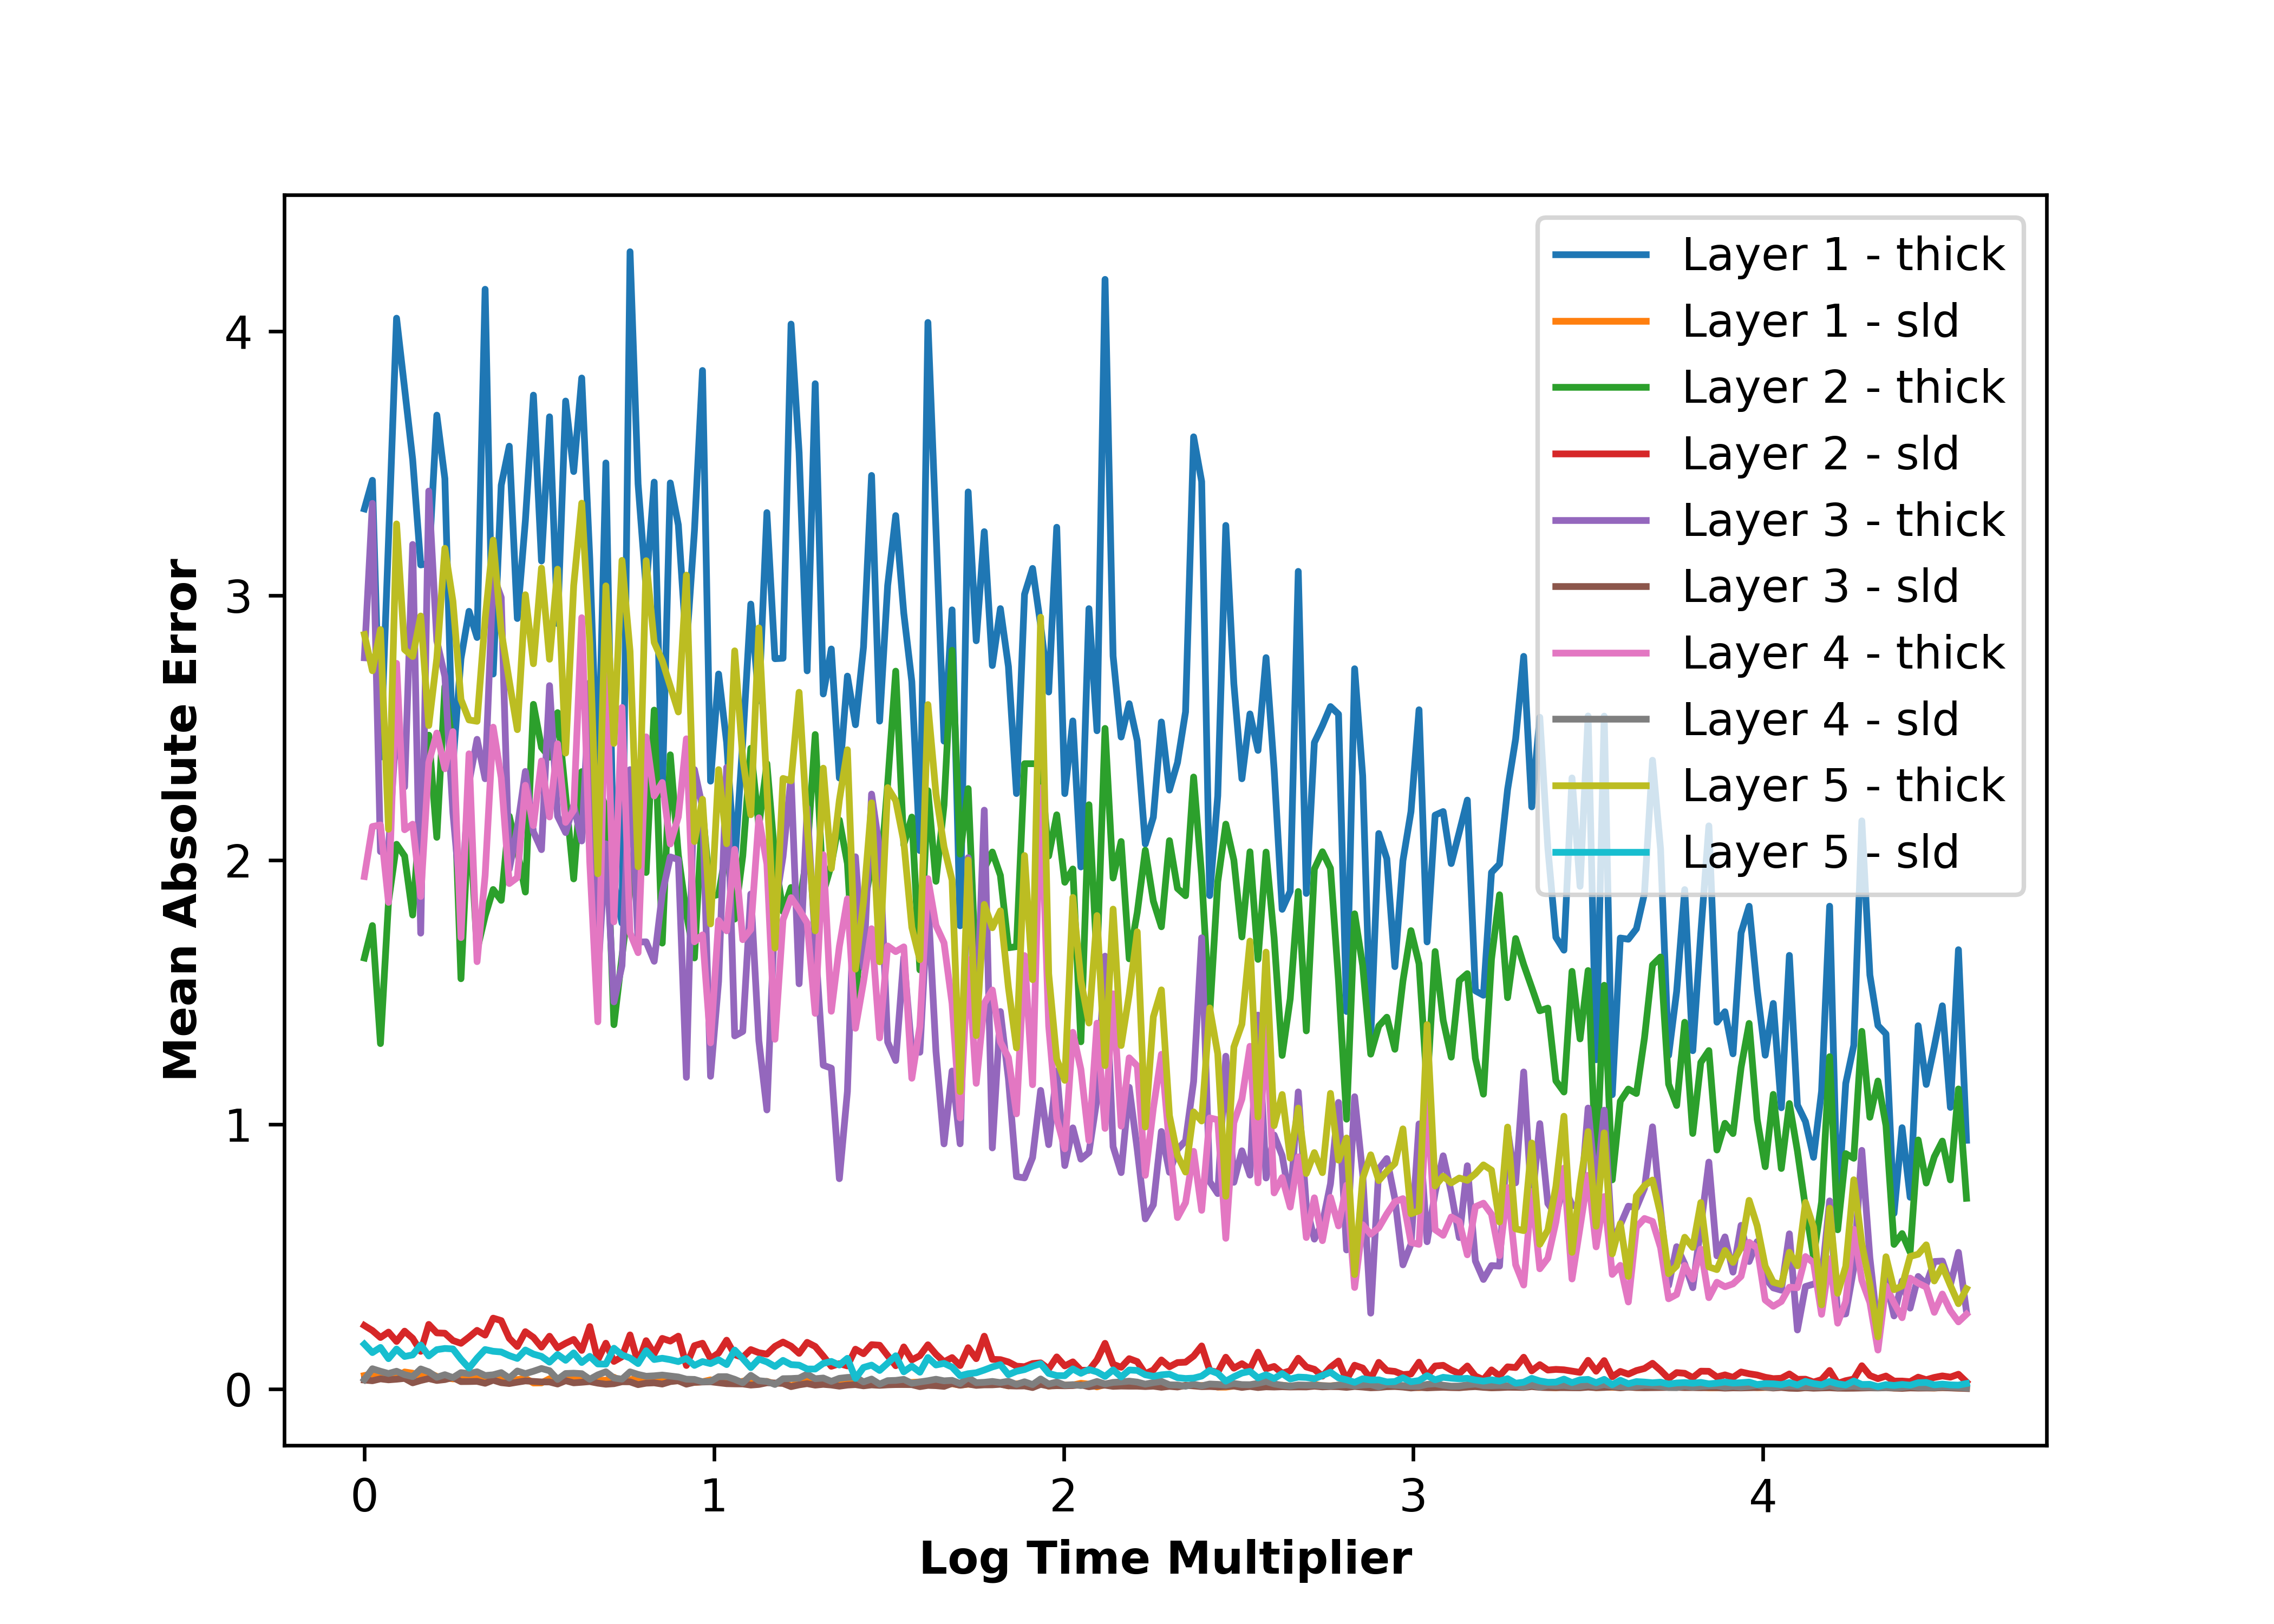 Mean Absolute Error
4
3
2
1
0
0 1 2 3 4
Log Time Multiplier
Layer 1 - thick
Layer 1 - sld
Layer 2 - thick
Layer 2 - sld
Layer 3 - thick
Layer 3 - sld
Layer 4 - thick
Layer 4 - sld
Layer 5 - thick
Layer 5 - sld